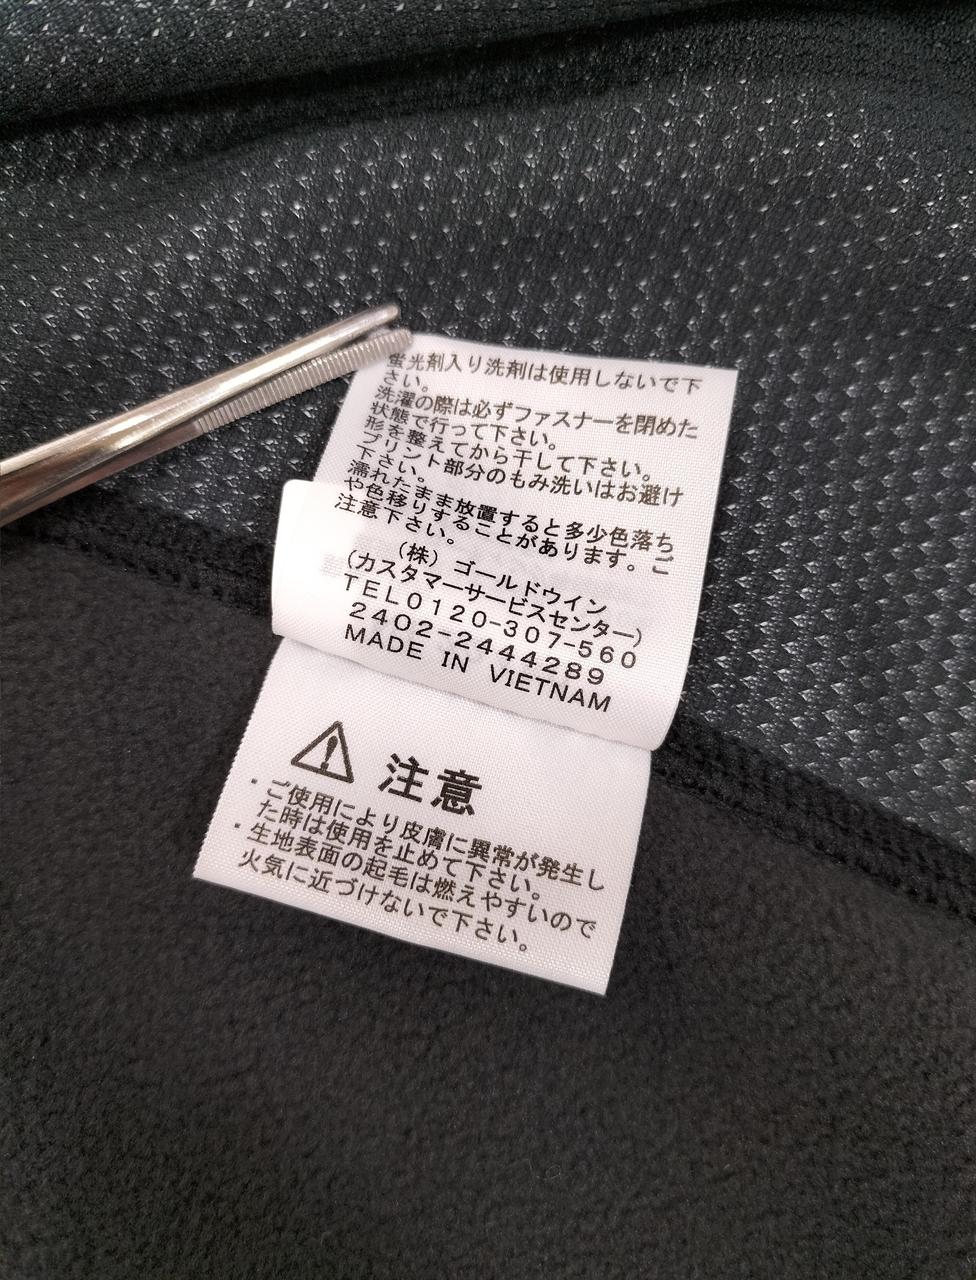 蛍光剤入り洗剤は使用しないで下
さい。
洗濯の際は必ずファスナーを閉めた
状態で行って下さい。
形を整えてから干して下さい。
プリント部分のもみ洗いはお避け
下さい。
濡れたまま放置すると多少色落ち
や色移りすることがあります。ご
注意下さい。
(株)ゴールドウイン
(カスタマーサービスセンター)
TEL0120-307-560
2402-2444289
MADE IN VIETNAM
注意
・ご使用により皮膚に異常が発生し
た時は使用を止めて下さい。
・生地表面の起毛は燃えやすいので
火気に近づけないで下さい。